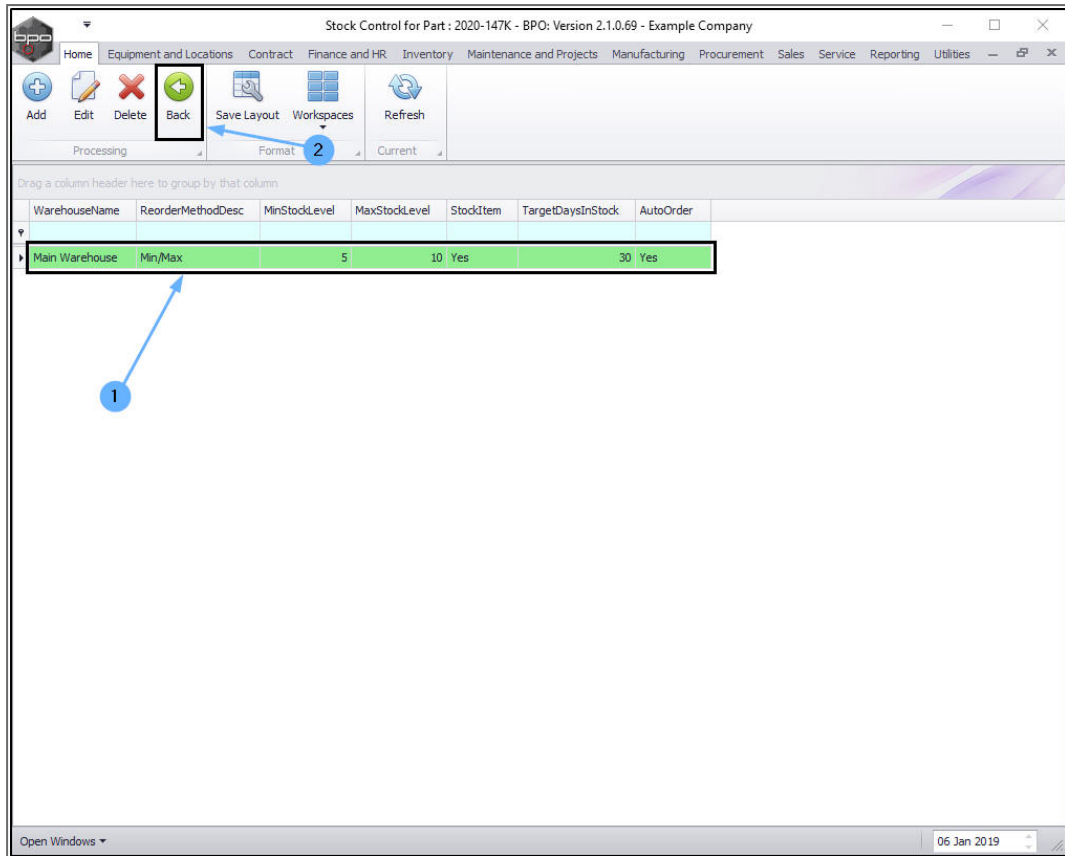 Stock Control for Part : 2020-147K - BPO: Version 2.1.0.69 - Example Company
bpo
Home Equipment and Locations Contract Finance and HR Inventory Maintenance and Projects Manufacturing Procurement Sales Service Reporting Utilities
Add Edit Delete Back Save Layout Workspaces Refresh
Processing Format 2 Current
Drag a column header here to group by that column
WarehouseName ReorderMethodDesc MinStockLevel MaxStockLevel StockItem TargetDaysInStock AutoOrder
Main Warehouse Min/Max 5 10 Yes 30 Yes
1
Open Windows 06 Jan 2019